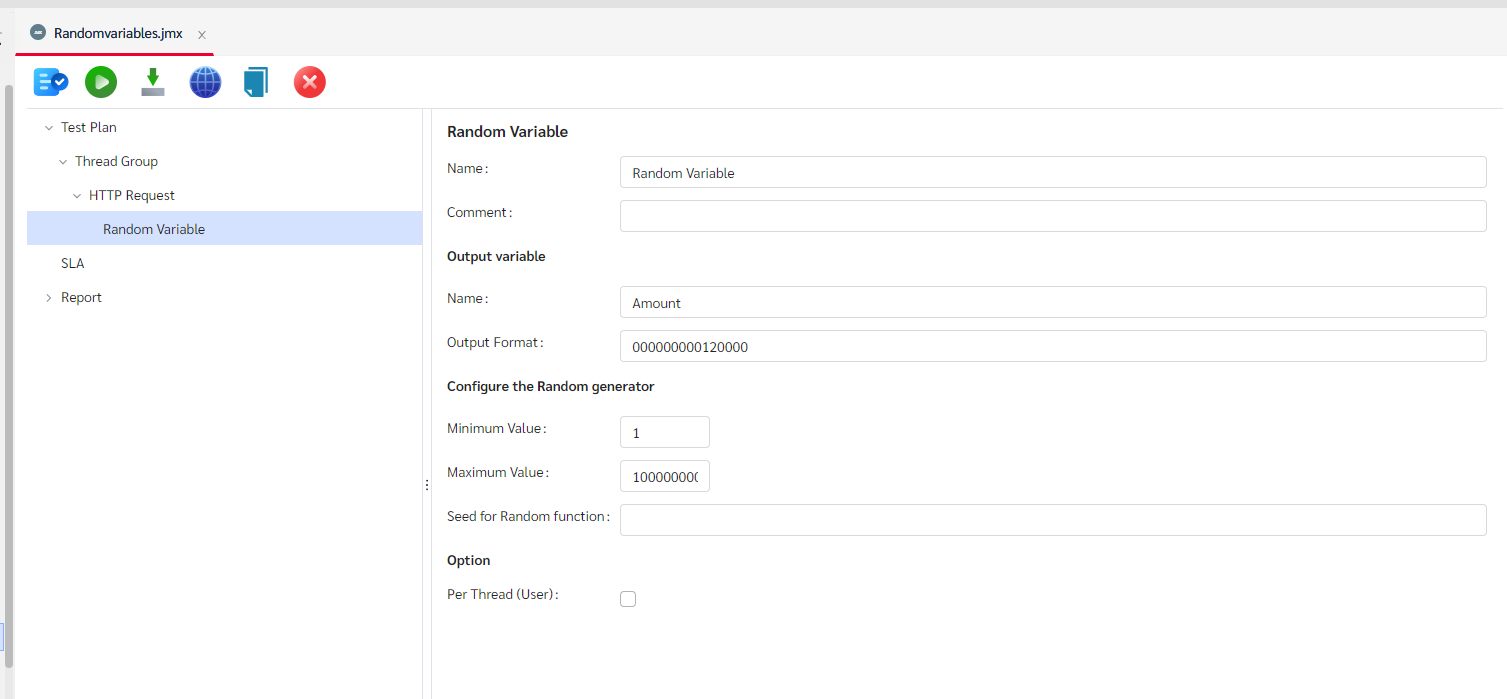 Randomvariables.jmx
Test Plan
Thread Group
HTTP Request
Random Variable
SLA
Report
Random Variable
Name:
Random Variable
Comment:
Output variable
Name:
Amount
Output Format:
000000000120000
Configure the Random generator
Minimum Value:
1
Maximum Value:
100000000
Seed for Random function:
Option
Per Thread (User):